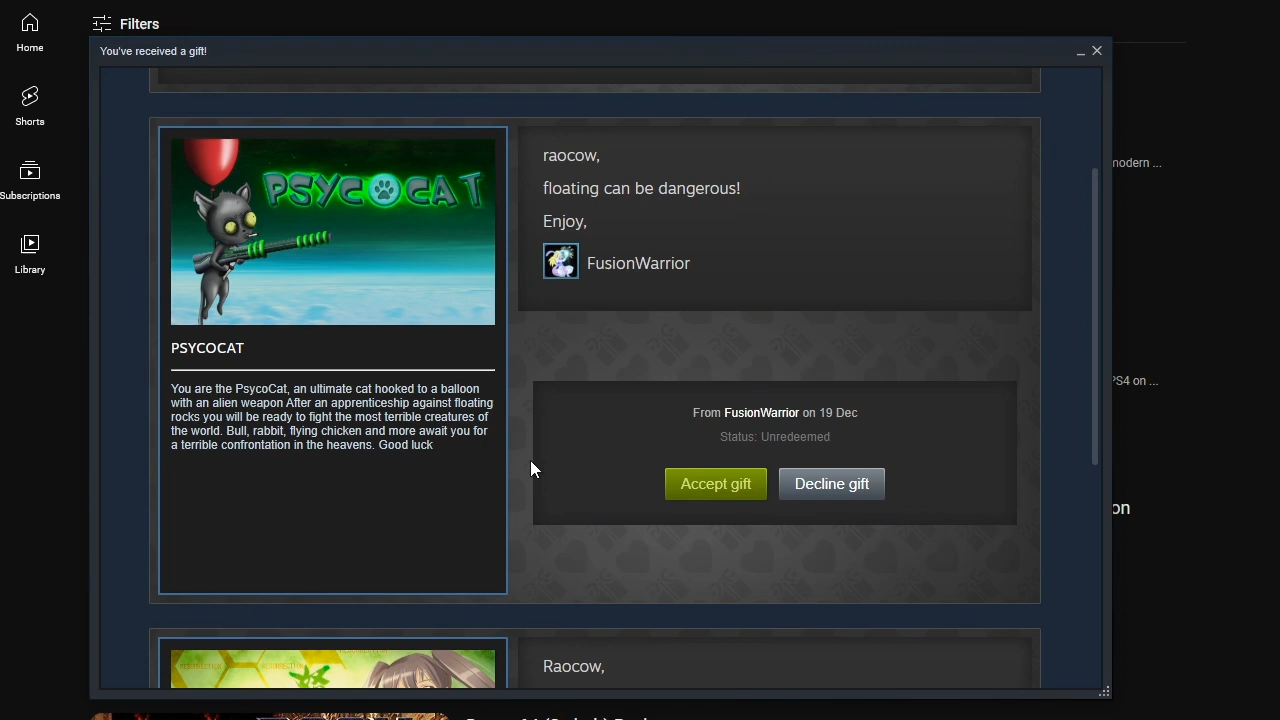 Home
Shorts
Subscriptions
Library
Filters
You've received a gift!
PSYCOCAT
PSYCOCAT
You are the PsycoCat, an ultimate cat hooked to a balloon
with an alien weapon After an apprenticeship against floating
rocks you will be ready to fight the most terrible creatures of
the world. Bull, rabbit, flying chicken and more await you for
a terrible confrontation in the heavens. Good luck
raocow,
floating can be dangerous!
Enjoy,
FusionWarrior
From FusionWarrior on 19 Dec
Status: Unredeemed
Accept gift
Decline gift
Raocow,
modern ...
PS4 on ...
on